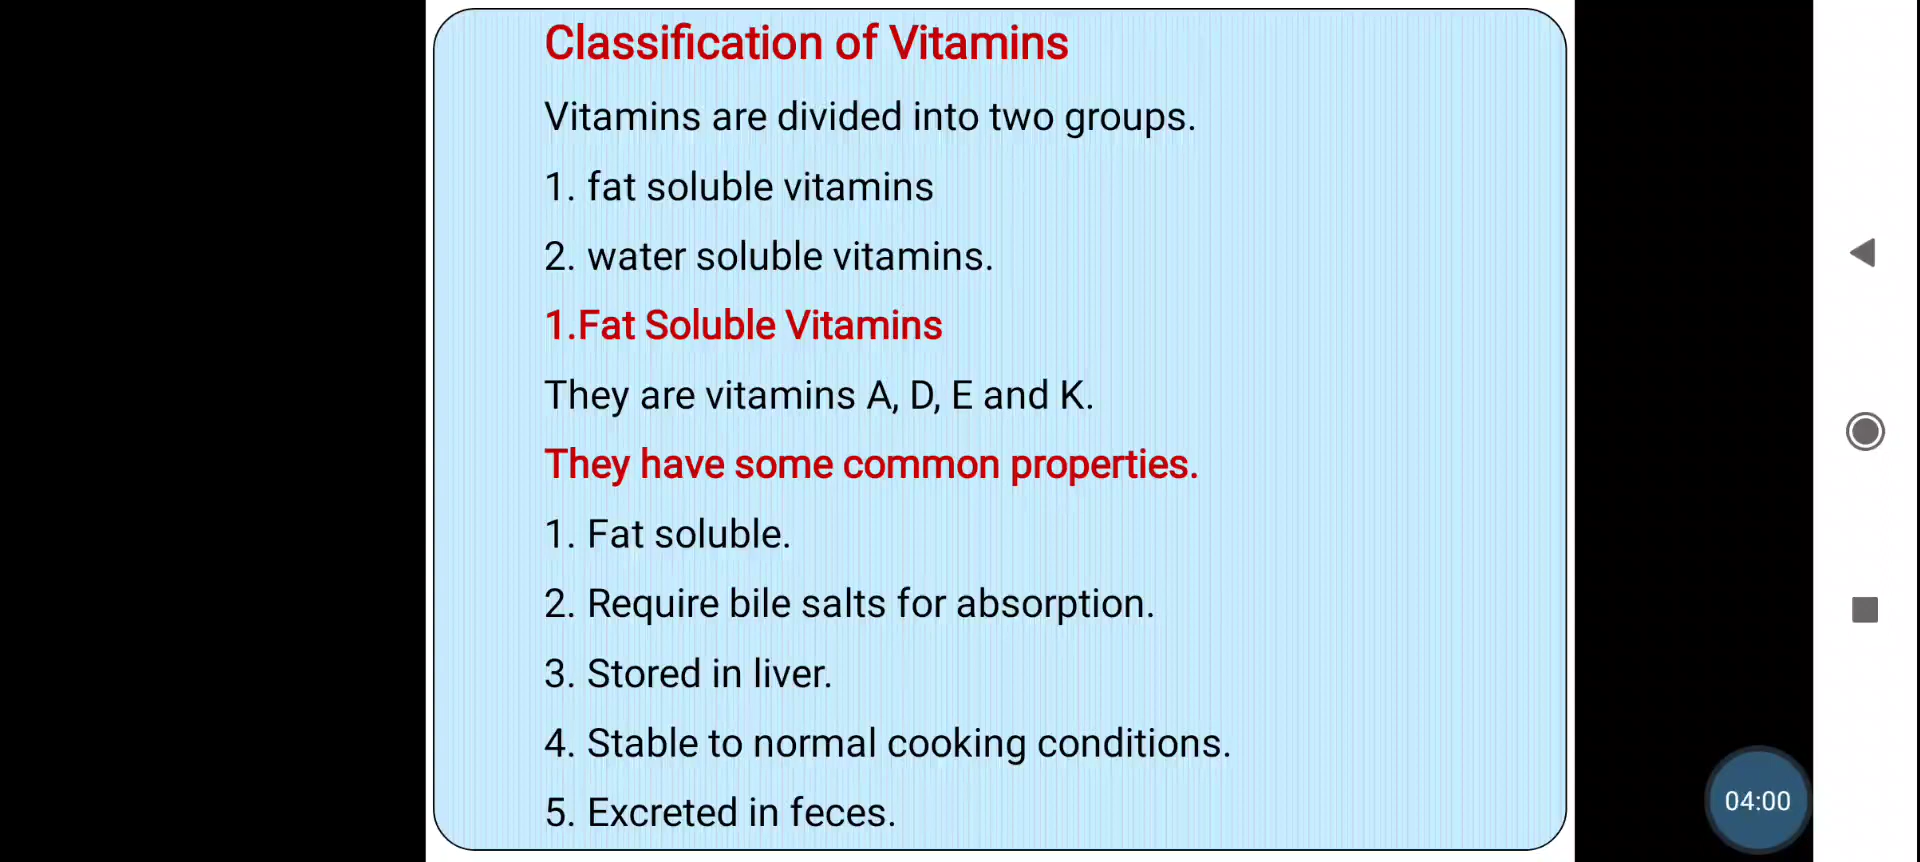 Classification of Vitamins
Vitamins are divided into two groups.
1. fat soluble vitamins
2. water soluble vitamins.
1.Fat Soluble Vitamins
They are vitamins A, D, E and K.
They have some common properties.
1. Fat soluble.
2. Require bile salts for absorption.
3. Stored in liver.
4. Stable to normal cooking conditions.
5. Excreted in feces.
04:00